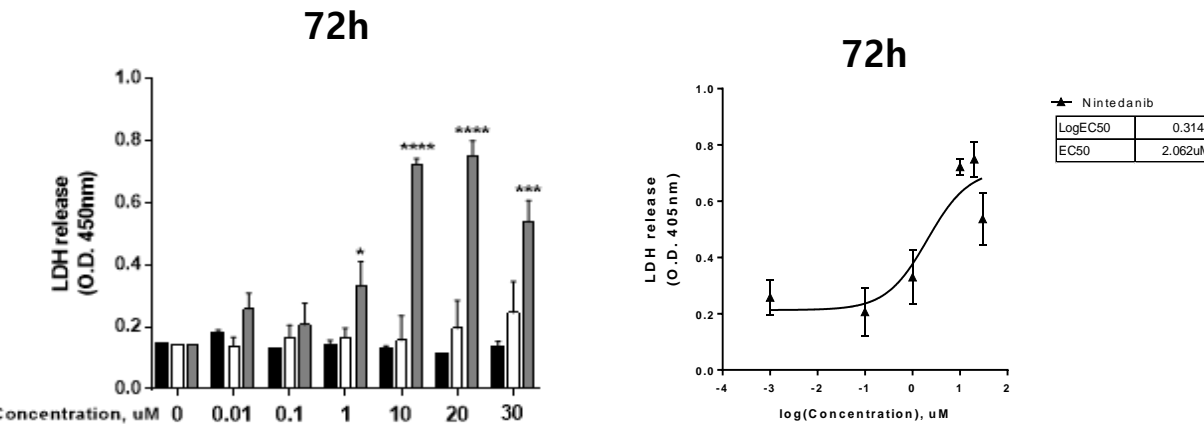 72h
LDH release
(O.D. 450nm)
1.0
0.8
0.6
0.4
0.2
0.0
*
****
****
***
Concentration, uM 0 0.01 0.1 1 10 20 30
72h
LDH release
(O.D. 405nm)
1.0
0.8
0.6
0.4
0.2
0.0
-4 -3 -2 -1 0 1 2
log(Concentration), uM
Nintedanib
LogEC50 0.314
EC50 2.062uM